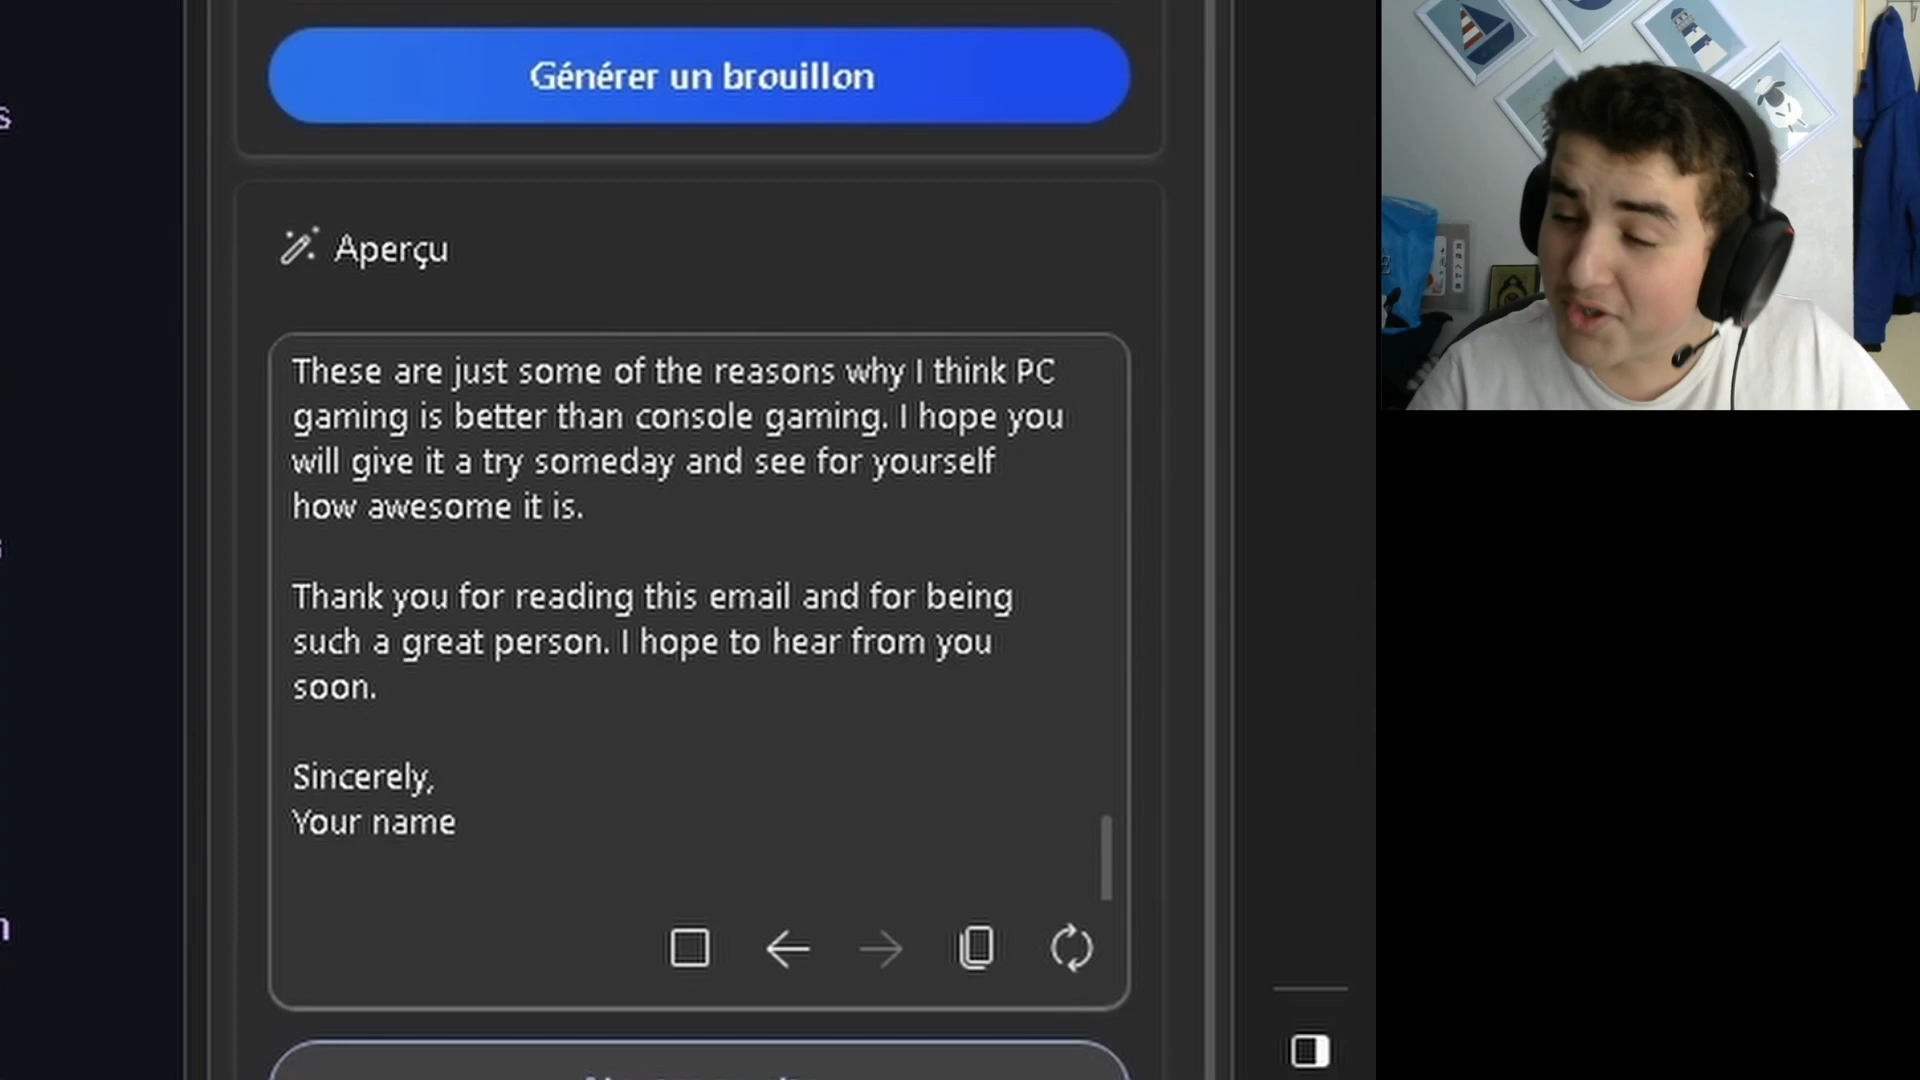 Générer un brouillon
Aperçu
These are just some of the reasons why I think PC
gaming is better than console gaming. I hope you
will give it a try someday and see for yourself
how awesome it is.
Thank you for reading this email and for being
such a great person. I hope to hear from you
soon.
Sincerely,
Your name